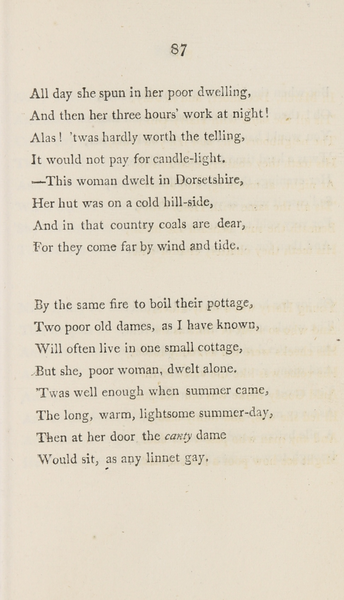 87
All day she spun in her poor dwelling,
And then her three hours' work at night!
Alas! 'twas hardly worth the telling,
It would not pay for candle-light.
—This woman dwelt in Dorsetshire,
Her hut was on a cold hill-side,
And in that country coals are dear,
For they come far by wind and tide.
By the same fire to boil their pottage,
Two poor old dames, as I have known,
Will often live in one small cottage,
But she, poor woman, dwelt alone.
'Twas well enough when summer came,
The long, warm, lightsome summer-day,
Then at her door the canty dame
Would sit, as any linnet gay.